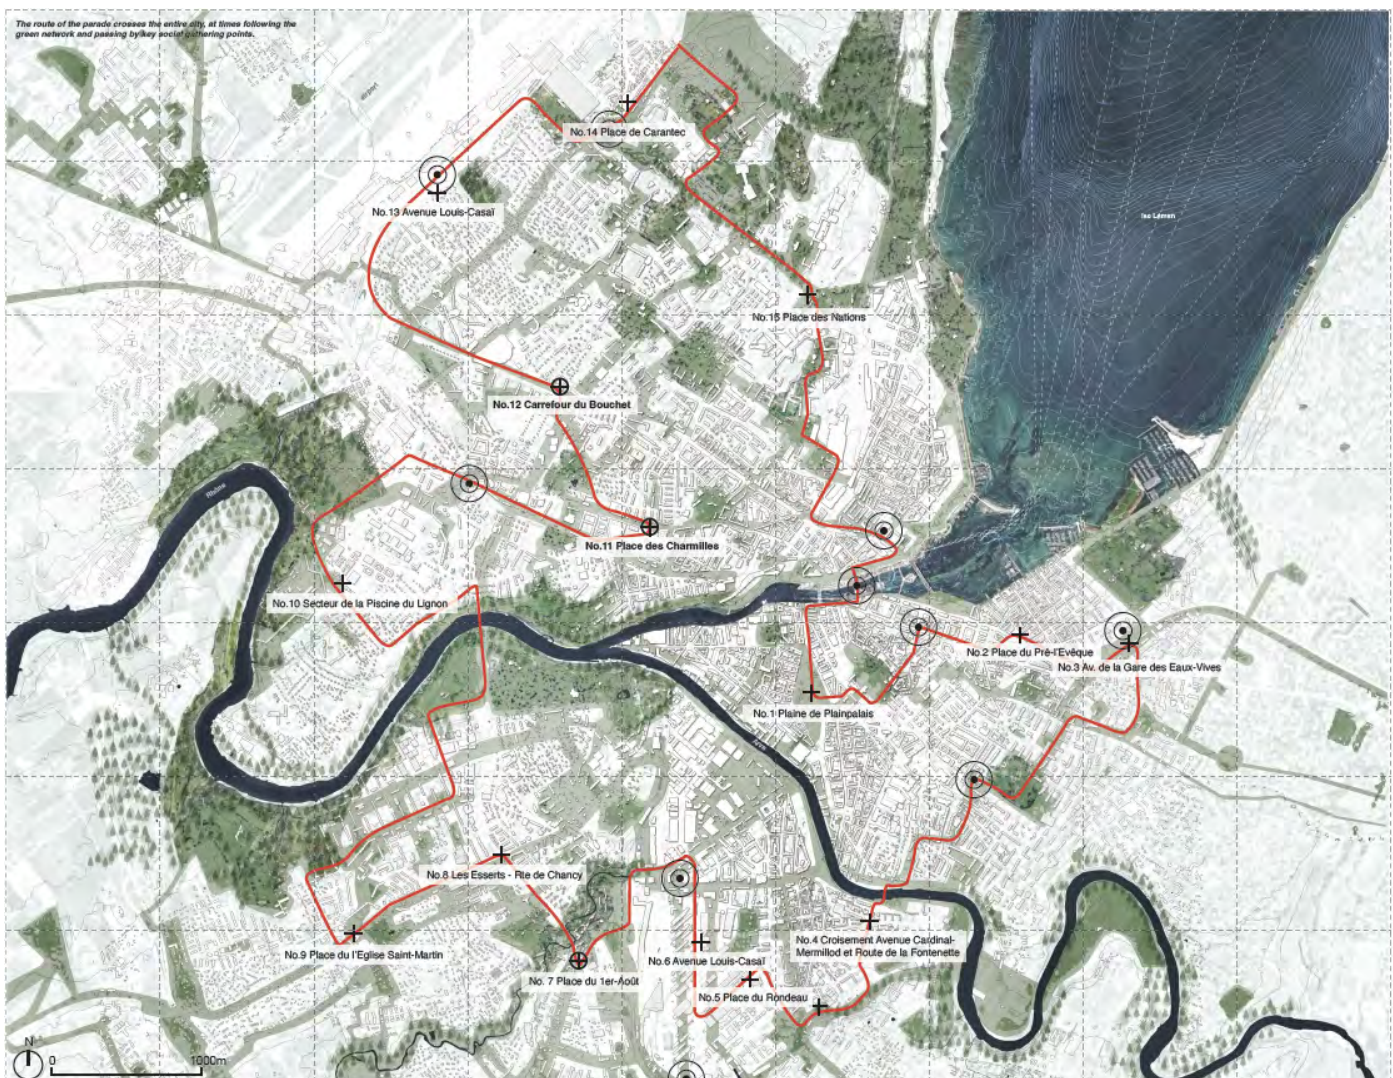 The route of the parade crosses the entire city, at times following the
green network and passing by key social gathering points.
airport
No.14 Place de Carantec
No.13 Avenue Louis-Casaï
lac Léman
No.15 Place des Nations
No.12 Carrefour du Bouchet
Rhône
No.11 Place des Charmilles
No.10 Secteur de la Piscine du Lignon
No.2 Place du Pré-l'Evêque
No.3 Av. de la Gare des Eaux-Vives
No.1 Plaine de Plainpalais
Arve
No.8 Les Esserts - Rte de Chancy
No.4 Croisement Avenue Cardinal-
Mermillod et Route de la Fontenette
No.9 Place du l'Eglise Saint-Martin
No.6 Avenue Louis-Casaï
No. 7 Place du 1er-Août
No.5 Place du Rondeau
N
0 1000m